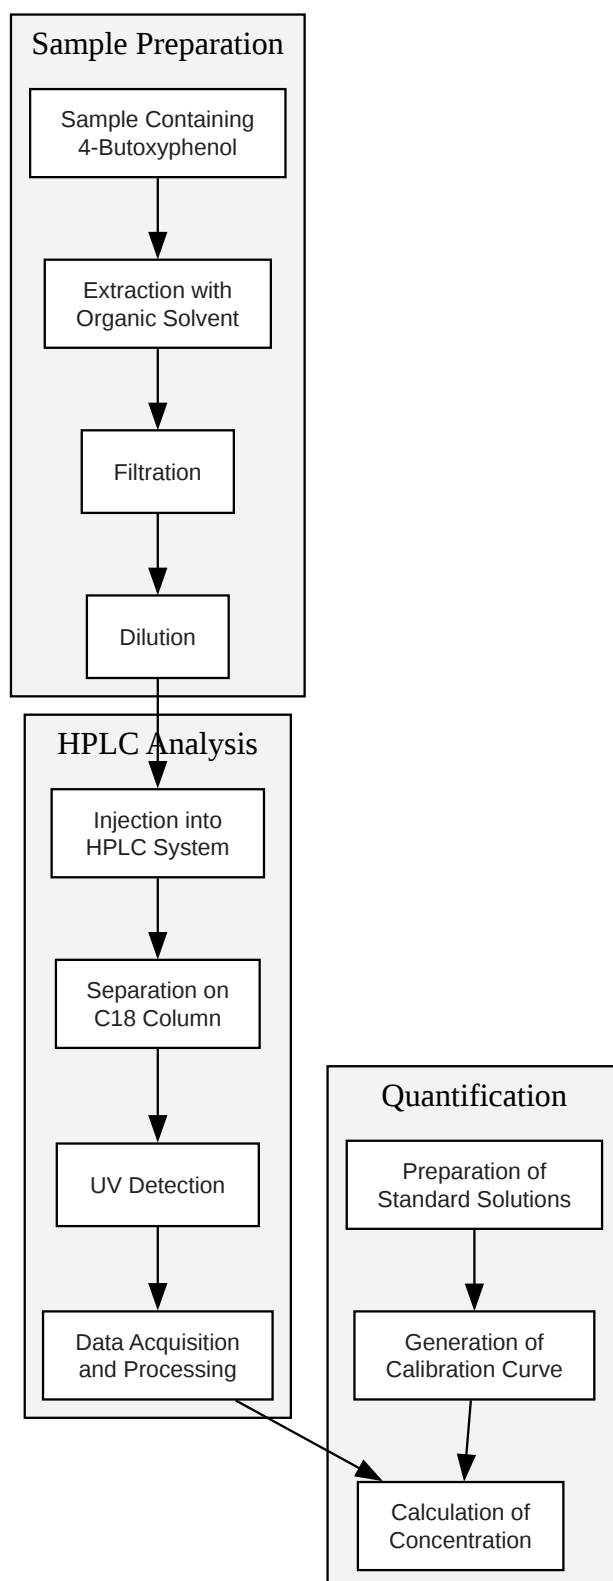 Sample Preparation
Sample Containing
4-Butoxyphenol
Extraction with
Organic Solvent
Filtration
Dilution
HPLC Analysis
Injection into
HPLC System
Separation on
C18 Column
UV Detection
Data Acquisition
and Processing
Quantification
Preparation of
Standard Solutions
Generation of
Calibration Curve
Calculation of
Concentration